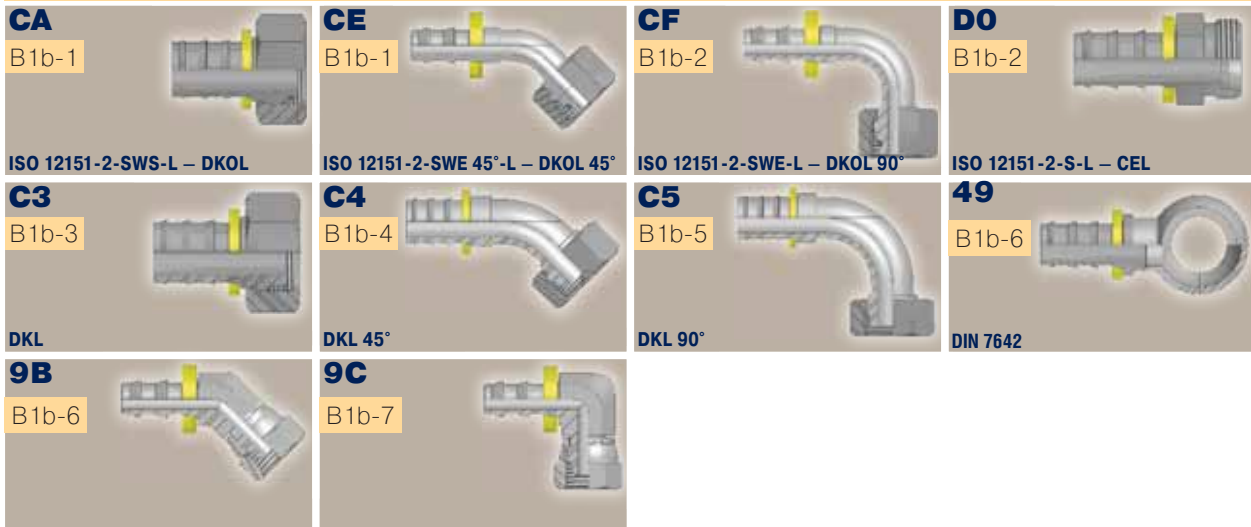 CA
B1b-1
ISO 12151-2-SWS-L – DKOL
CE
B1b-1
ISO 12151-2-SWE 45°-L – DKOL 45°
CF
B1b-2
ISO 12151-2-SWE-L – DKOL 90°
D0
B1b-2
ISO 12151-2-S-L – CEL
C3
B1b-3
DKL
C4
B1b-4
DKL 45°
C5
B1b-5
DKL 90°
49
B1b-6
DIN 7642
9B
B1b-6
9C
B1b-7